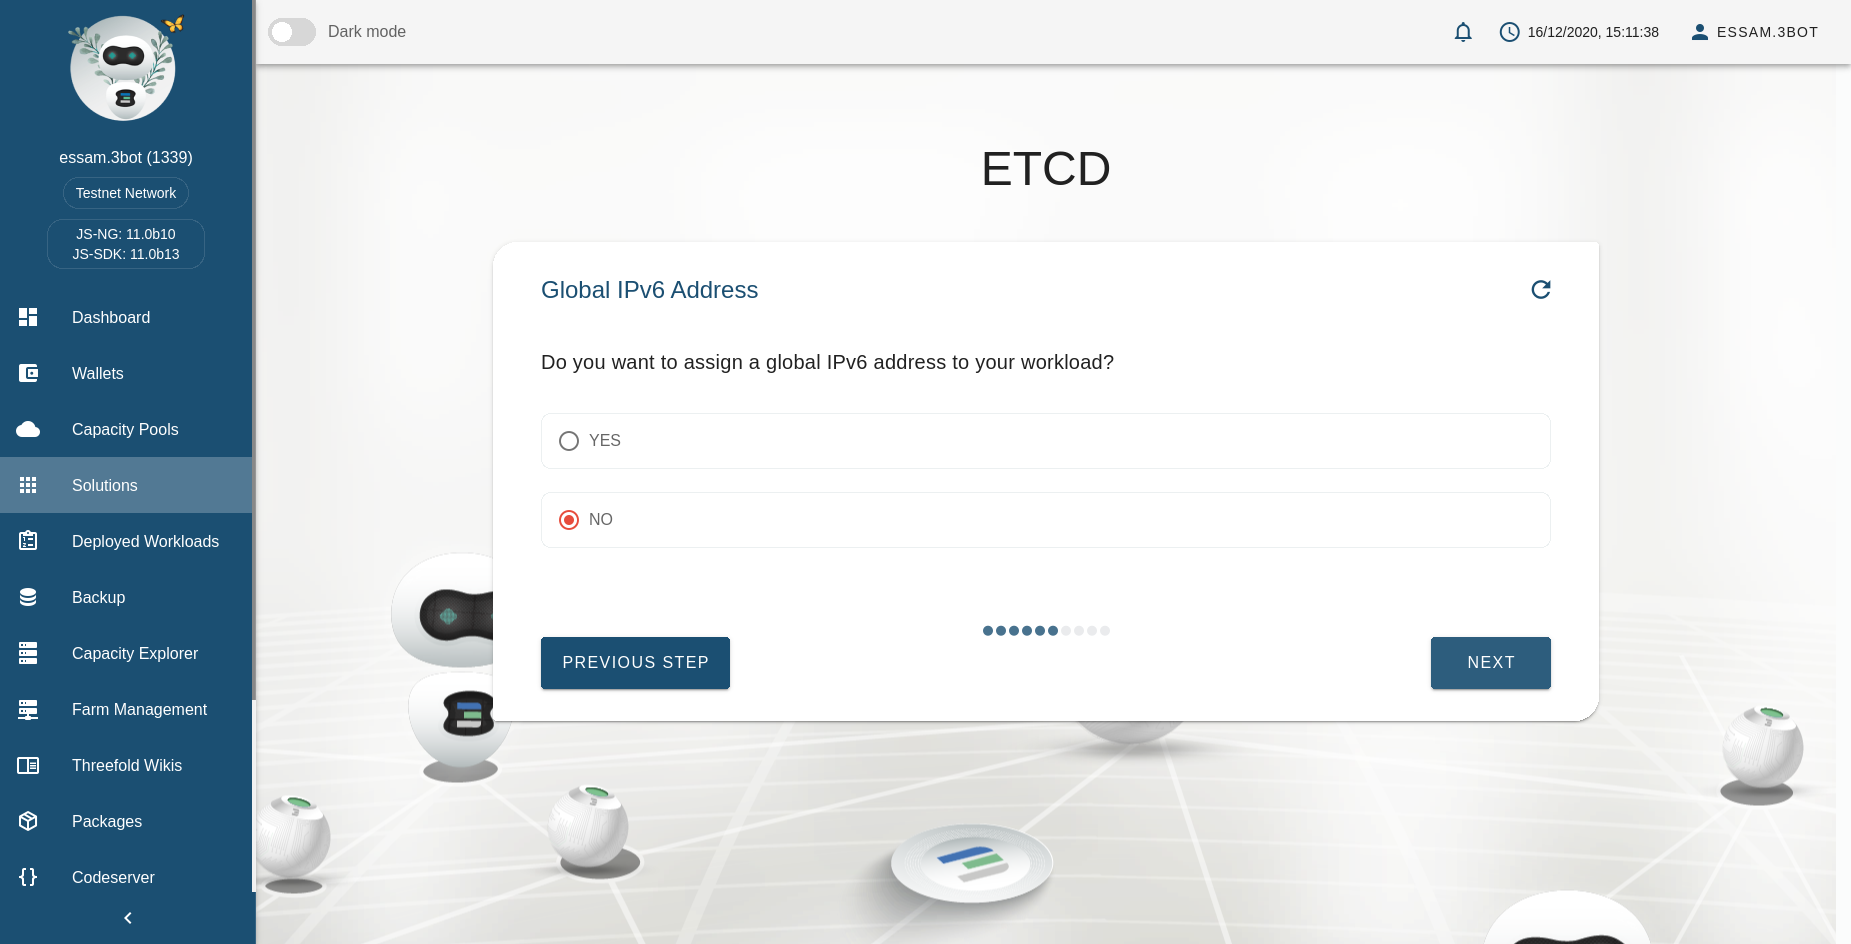 essam.3bot (1339)
Testnet Network
JS-NG: 11.0b10
JS-SDK: 11.0b13
Dashboard
Wallets
Capacity Pools
Solutions
Deployed Workloads
Backup
Capacity Explorer
Farm Management
Threefold Wikis
Packages
Codeserver
Dark mode
16/12/2020, 15:11:38
ESSAM.3BOT
ETCD
Global IPv6 Address
Do you want to assign a global IPv6 address to your workload?
YES
NO
PREVIOUS STEP
NEXT